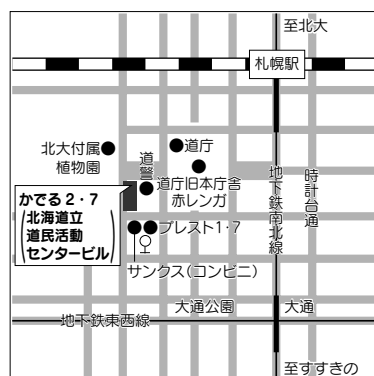 至北大
札幌駅
北大付属
植物園
道警
道庁
道庁旧本庁舎
赤レンガ
地下鉄南北線
時計台通
かでる2・7
(北海道立
道民活動
センタービル)
プレスト1・7
サンクス(コンビニ)
大通公園
大通
地下鉄東西線
至すすきの